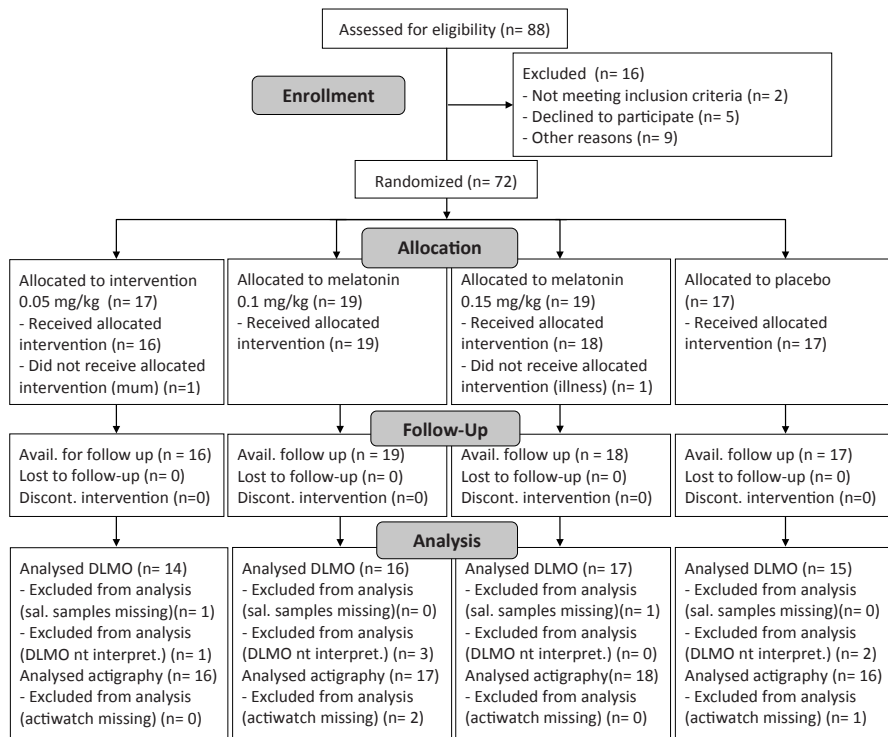 Assessed for eligibility (n= 88)
Enrollment
Excluded (n= 16)
- Not meeting inclusion criteria (n= 2)
- Declined to participate (n= 5)
- Other reasons (n= 9)
Randomized (n= 72)
Allocation
Allocated to intervention
0.05 mg/kg (n= 17)
- Received allocated
intervention (n= 16)
- Did not receive allocated
intervention (mum) (n=1)
Allocated to melatonin
0.1 mg/kg (n= 19)
- Received allocated
intervention (n= 19)
Allocated to melatonin
0.15 mg/kg (n= 19)
- Received allocated
intervention (n= 18)
- Did not receive allocated
intervention (illness) (n= 1)
Allocated to placebo
(n= 17)
- Received allocated
intervention (n= 17)
Follow-Up
Avail. for follow up (n = 16)
Lost to follow-up (n= 0)
Discont. intervention (n=0)
Avail. follow up (n = 19)
Lost to follow-up (n= 0)
Discont. intervention (n=0)
Avail. follow up (n = 18)
Lost to follow-up (n= 0)
Discont. intervention (n=0)
Avail. follow up (n = 17)
Lost to follow-up (n= 0)
Discont. intervention (n=0)
Analysis
Analysed DLMO (n= 14)
- Excluded from analysis
(sal. samples missing)(n= 1)
- Excluded from analysis
(DLMO nt interpret.) (n= 1)
Analysed actigraphy (n= 16)
- Excluded from analysis
(actiwatch missing) (n= 0)
Analysed DLMO (n= 16)
- Excluded from analysis
(sal. samples missing)(n= 0)
- Excluded from analysis
(DLMO nt interpret.) (n= 3)
Analysed actigraphy (n= 17)
- Excluded from analysis
(actiwatch missing) (n= 2)
Analysed DLMO (n= 17)
- Excluded from analysis
(sal. samples missing)(n= 1)
- Excluded from analysis
(DLMO nt interpret.) (n= 0)
Analysed actigraphy(n= 18)
- Excluded from analysis
(actiwatch missing) (n= 0)
Analysed DLMO (n= 15)
- Excluded from analysis
(sal. samples missing)(n= 0)
- Excluded from analysis
(DLMO nt interpret.) (n= 2)
Analysed actigraphy (n= 16)
- Excluded from analysis
(actiwatch missing) (n= 1)